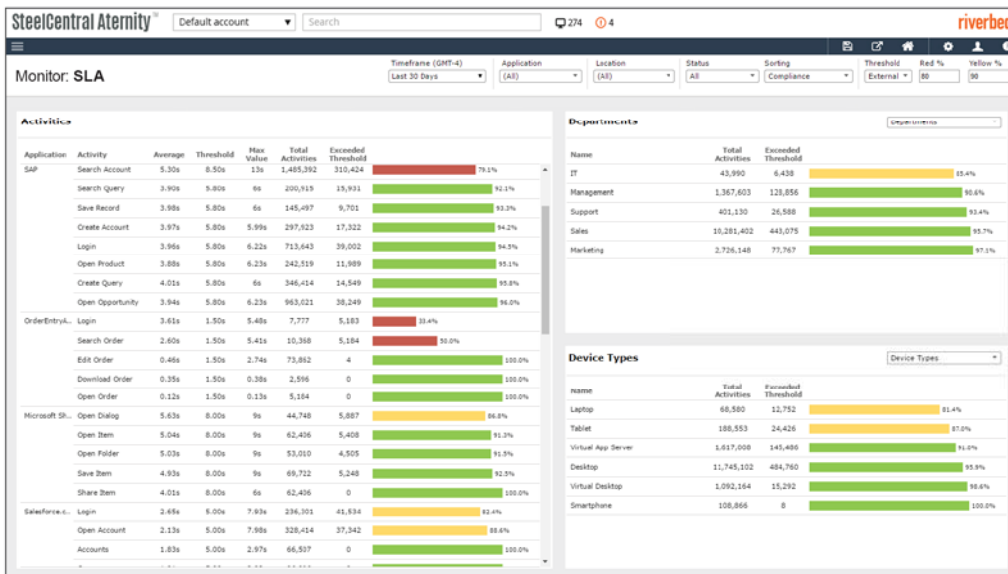 SteelCentral Aternity™ Default account Search 274 4 riverbed
Monitor: SLA
Timeframe (GMT-4) Application Location Status Sorting Threshold Red % Yellow %
Last 30 Days (All) (All) All Compliance External 80 90
Activities
Application Activity Average Threshold Max Value Total Activities Exceeded Threshold
SAP Search Account 5.30s 8.50s 13s 1,485,392 310,424 79.1%
Search Query 3.90s 5.80s 6s 200,915 15,931 92.1%
Save Record 3.98s 5.80s 6s 145,497 9,701 93.3%
Create Account 3.97s 5.80s 5.99s 297,923 17,322 94.2%
Login 3.96s 5.80s 6.22s 713,643 39,002 94.5%
Open Product 3.88s 5.80s 6.23s 242,519 11,989 95.1%
Create Query 4.01s 5.80s 6s 346,414 14,549 95.8%
Open Opportunity 3.94s 5.80s 6.23s 963,021 38,249 96.0%
OrderEntryA... Login 3.61s 1.50s 5.48s 7,777 5,183 33.4%
Search Order 2.60s 1.50s 5.41s 10,368 5,184 50.0%
Edit Order 0.46s 1.50s 2.74s 73,862 4 100.0%
Download Order 0.35s 1.50s 0.38s 2,596 0 100.0%
Open Order 0.12s 1.50s 0.13s 5,164 0 100.0%
Microsoft Sh... Open Dialog 5.63s 8.00s 9s 44,748 5,887 86.8%
Open Item 5.04s 8.00s 9s 62,406 5,408 91.3%
Open Folder 5.03s 8.00s 9s 53,010 4,505 91.5%
Save Item 4.93s 8.00s 9s 69,722 5,248 92.5%
Share Item 4.01s 8.00s 6s 62,406 0 100.0%
Salesforce.c... Login 2.65s 5.00s 7.93s 236,301 41,534 82.4%
Open Account 2.13s 5.00s 7.98s 328,414 37,342 88.6%
Accounts 1.83s 5.00s 2.97s 66,507 0 100.0%
Departments Departments
Name Total Activities Exceeded Threshold
IT 43,990 6,438 85.4%
Management 1,367,603 128,856 90.6%
Support 401,130 26,588 93.4%
Sales 10,281,402 443,075 95.7%
Marketing 2,726,148 77,767 97.1%
Device Types Device Types
Name Total Activities Exceeded Threshold
Laptop 68,580 12,752 81.4%
Tablet 188,553 24,426 87.0%
Virtual App Server 1,617,008 145,486 91.0%
Desktop 11,745,102 484,760 95.9%
Virtual Desktop 1,092,164 15,292 98.6%
Smartphone 108,866 8 100.0%